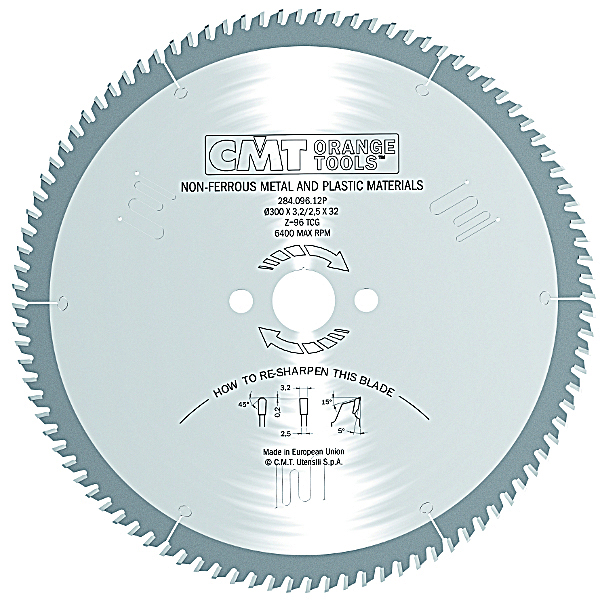 CMT ORANGE TOOLS™
NON-FERROUS METAL AND PLASTIC MATERIALS
284.096.12P
Ø300 X 3,2/2,5 X 32
Z=96 TCG
6400 MAX RPM
HOW TO RE-SHARPEN THIS BLADE
45° 0,2 3,2 2,5 15° 5°
Made in European Union
© C.M.T. Utensili S.p.A.